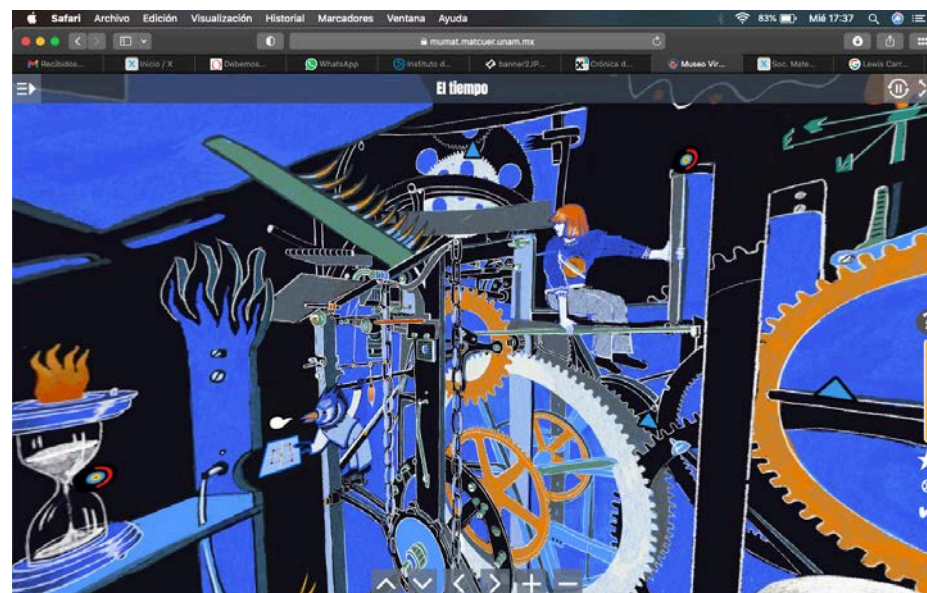 Safari Archivo Edición Visualización Historial Marcadores Ventana Ayuda 83% Mié 17:37
mumat.matcuer.unam.mx
Recibidos... Inicio / X Debemos... WhatsApp Instituto d... banner2.JP... Crónica d... Museo Vir... Soc. Mate... Lewis Carr...
El tiempo